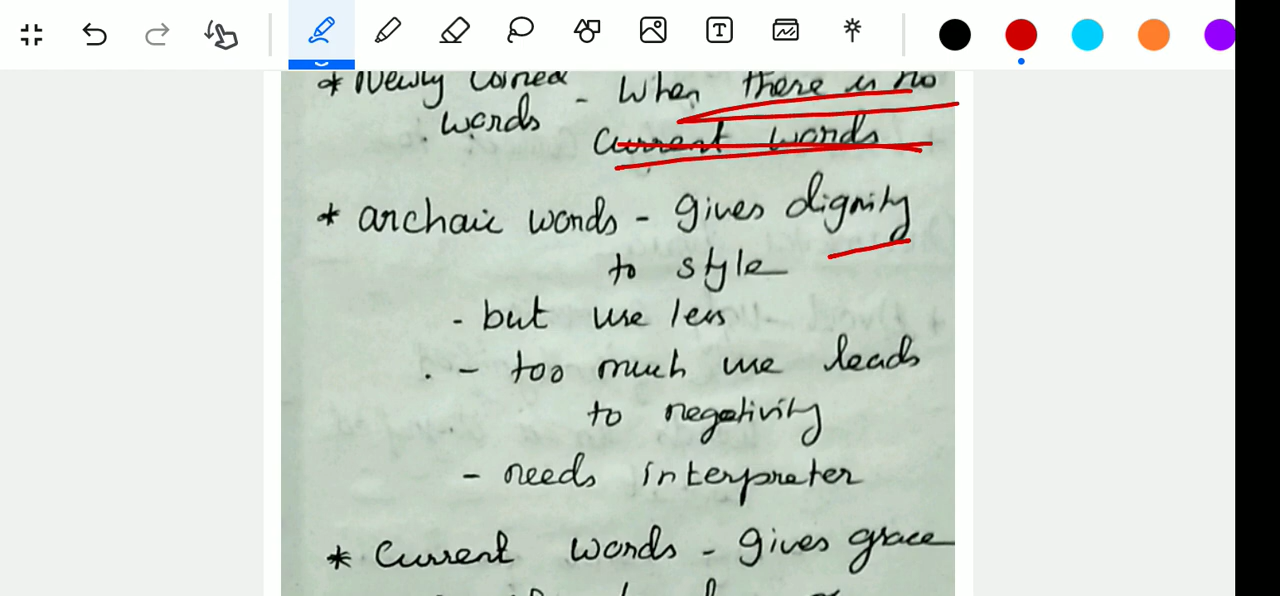 * Newly Coined - When there is no
words
Current words
* archaic words - gives dignity
to style
- but use less
- too much use leads
to negativity
- needs interpreter
* Current words - gives grace